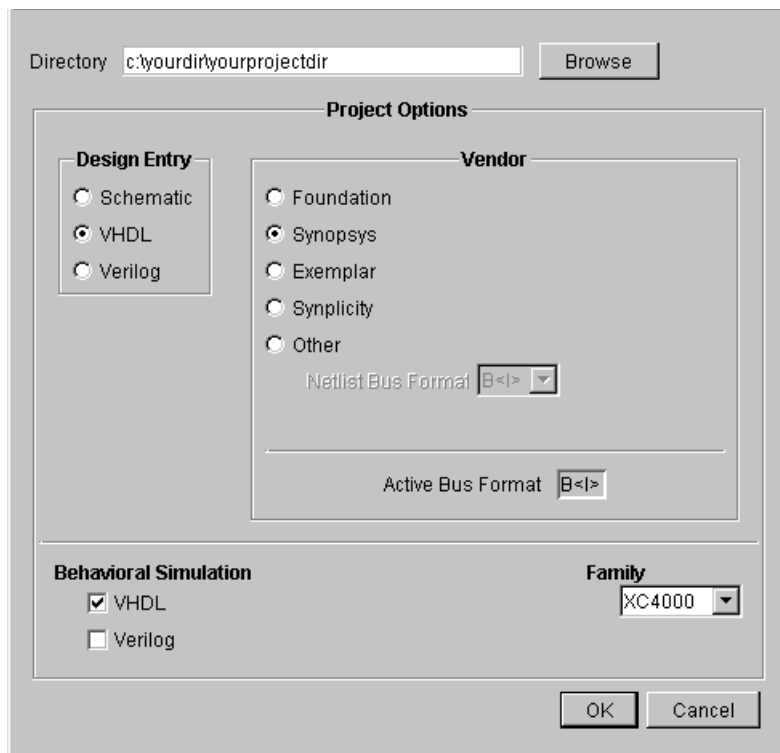 Directory c:\yourdir\yourprojectdir Browse
Project Options
Design Entry
Schematic
VHDL
Verilog
Vendor
Foundation
Synopsys
Exemplar
Synplicity
Other
Netlist Bus Format B<I>
Active Bus Format B<I>
Behavioral Simulation
VHDL
Verilog
Family
XC4000
OK Cancel